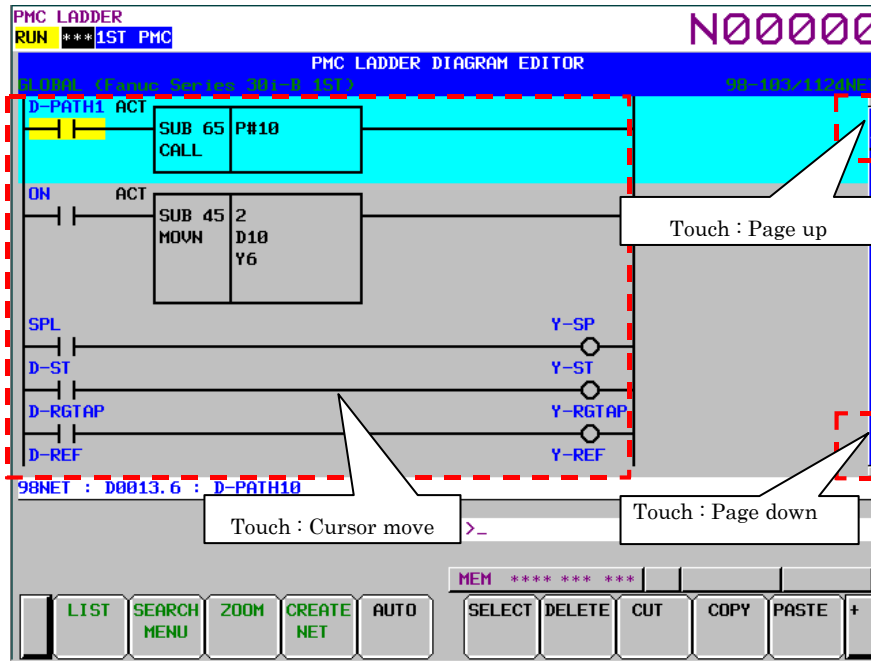 PMC LADDER
RUN ***1ST PMC
N00000
PMC LADDER DIAGRAM EDITOR
GLOBAL (Fanuc Series 30i-B 1ST) 98-103/1124NET
D-PATH1 ACT
SUB 65 P#10
CALL
ON ACT
SUB 45 2
MOVN D10
Y6
Touch : Page up
SPL Y-SP
D-ST Y-ST
D-RGTAP Y-RGTAP
D-REF Y-REF
98NET : D0013.6 : D-PATH10
Touch : Cursor move
>_
Touch : Page down
MEM **** *** ***
LIST SEARCH MENU ZOOM CREATE NET AUTO SELECT DELETE CUT COPY PASTE +